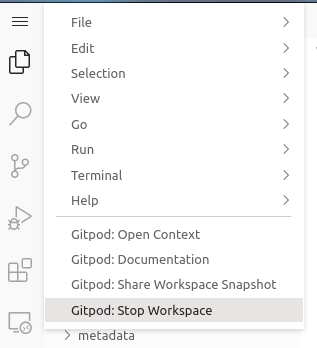 File
Edit
Selection
View
Go
Run
Terminal
Help
Gitpod: Open Context
Gitpod: Documentation
Gitpod: Share Workspace Snapshot
Gitpod: Stop Workspace
metadata